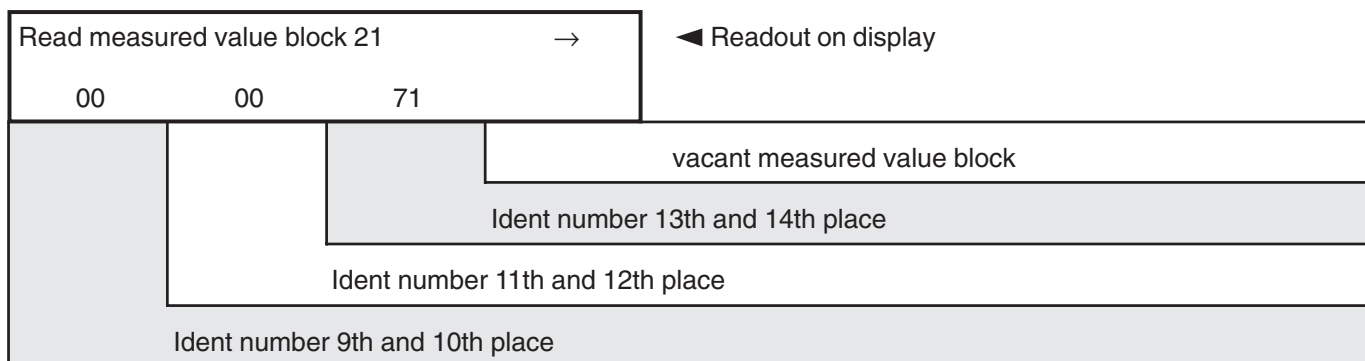 Read measured value block 21 → ◄ Readout on display
00 00 71
vacant measured value block
Ident number 13th and 14th place
Ident number 11th and 12th place
Ident number 9th and 10th place